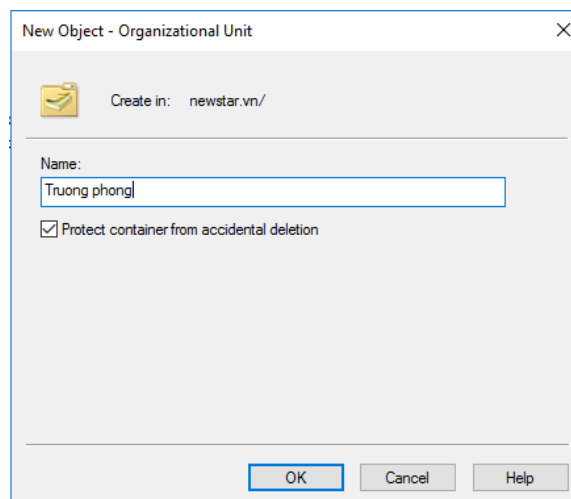 New Object - Organizational Unit
Create in: newstar.vn/
Name:
Truong phong
Protect container from accidental deletion
OK Cancel Help